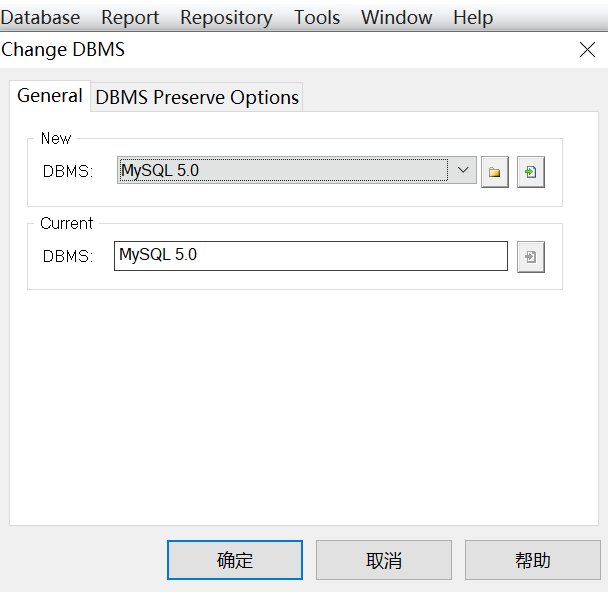 Database Report Repository Tools Window Help
Change DBMS
General DBMS Preserve Options
New
DBMS: MySQL 5.0
Current
DBMS: MySQL 5.0
确定 取消 帮助